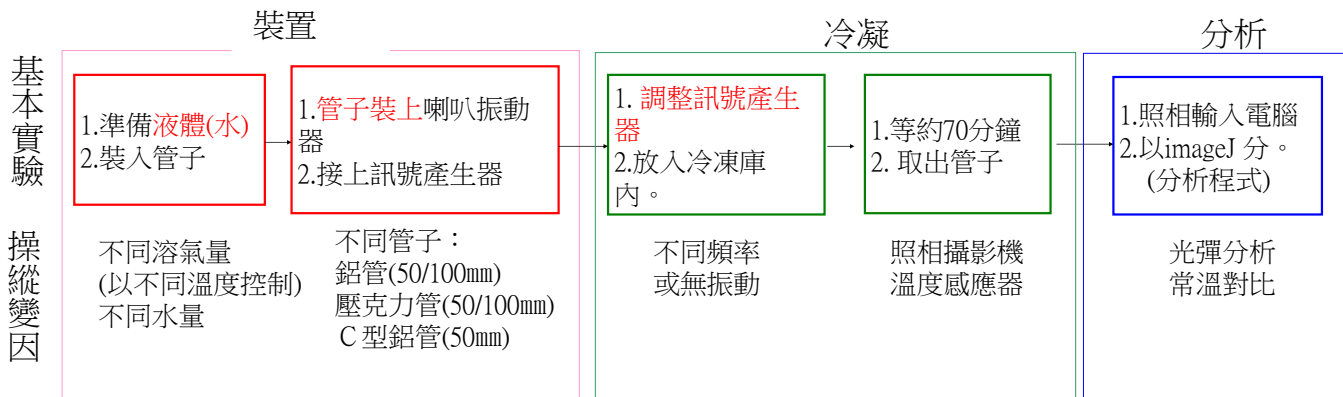 裝置
冷凝
分析
基本實驗
1.準備液體(水)
2.裝入管子
1.管子裝上喇叭振動
器
2.接上訊號產生器
1. 調整訊號產生
器
2.放入冷凍庫
內。
1.等約70分鐘
2. 取出管子
1.照相輸入電腦
2.以imageJ 分。
(分析程式)
操縱變因
不同溶氣量
(以不同溫度控制)
不同水量
不同管子：
鋁管(50/100mm)
壓克力管(50/100mm)
C 型鋁管(50mm)
不同頻率
或無振動
照相攝影機
溫度感應器
光彈分析
常溫對比